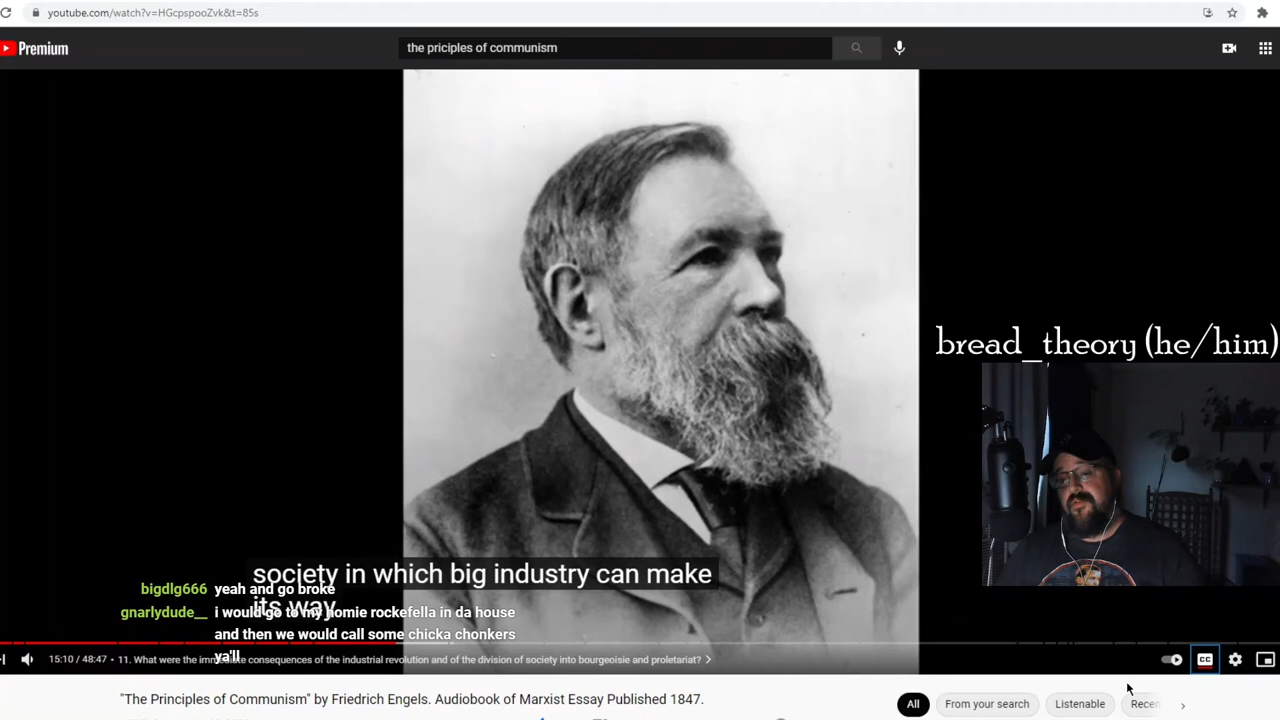 youtube.com/watch?v=HGcpspooZvk&t=85s
Premium
the priciples of communism
bread_theory (he/him)
society in which big industry can make
its way
bigdlg666 yeah and go broke
gnarlydude__ i would go to my homie rockefella in da house
and then we would call some chicka chonkers
ya'll
15:10 / 48:47 • 11. What were the immediate consequences of the industrial revolution and of the division of society into bourgeoisie and proletariat?
CC
"The Principles of Communism" by Friedrich Engels. Audiobook of Marxist Essay Published 1847.
All
From your search
Listenable
Recen